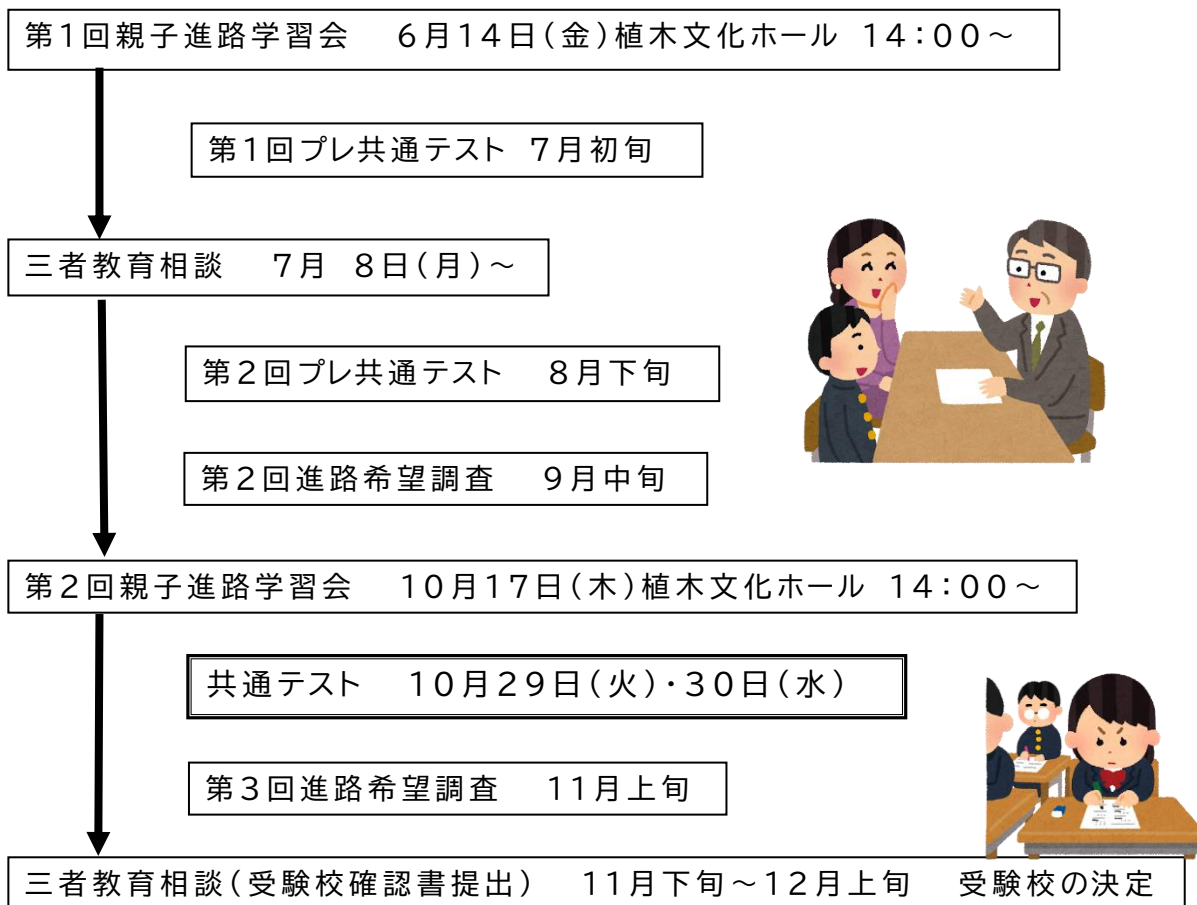 第1回親子進路学習会　6月14日(金)植木文化ホール 14:00～
第1回プレ共通テスト　7月初旬
三者教育相談　7月 8日(月)～
第2回プレ共通テスト　8月下旬
第2回進路希望調査　9月中旬
第2回親子進路学習会　10月17日(木)植木文化ホール 14:00～
共通テスト　10月29日(火)・30日(水)
第3回進路希望調査　11月上旬
三者教育相談(受験校確認書提出)　11月下旬～12月上旬　受験校の決定